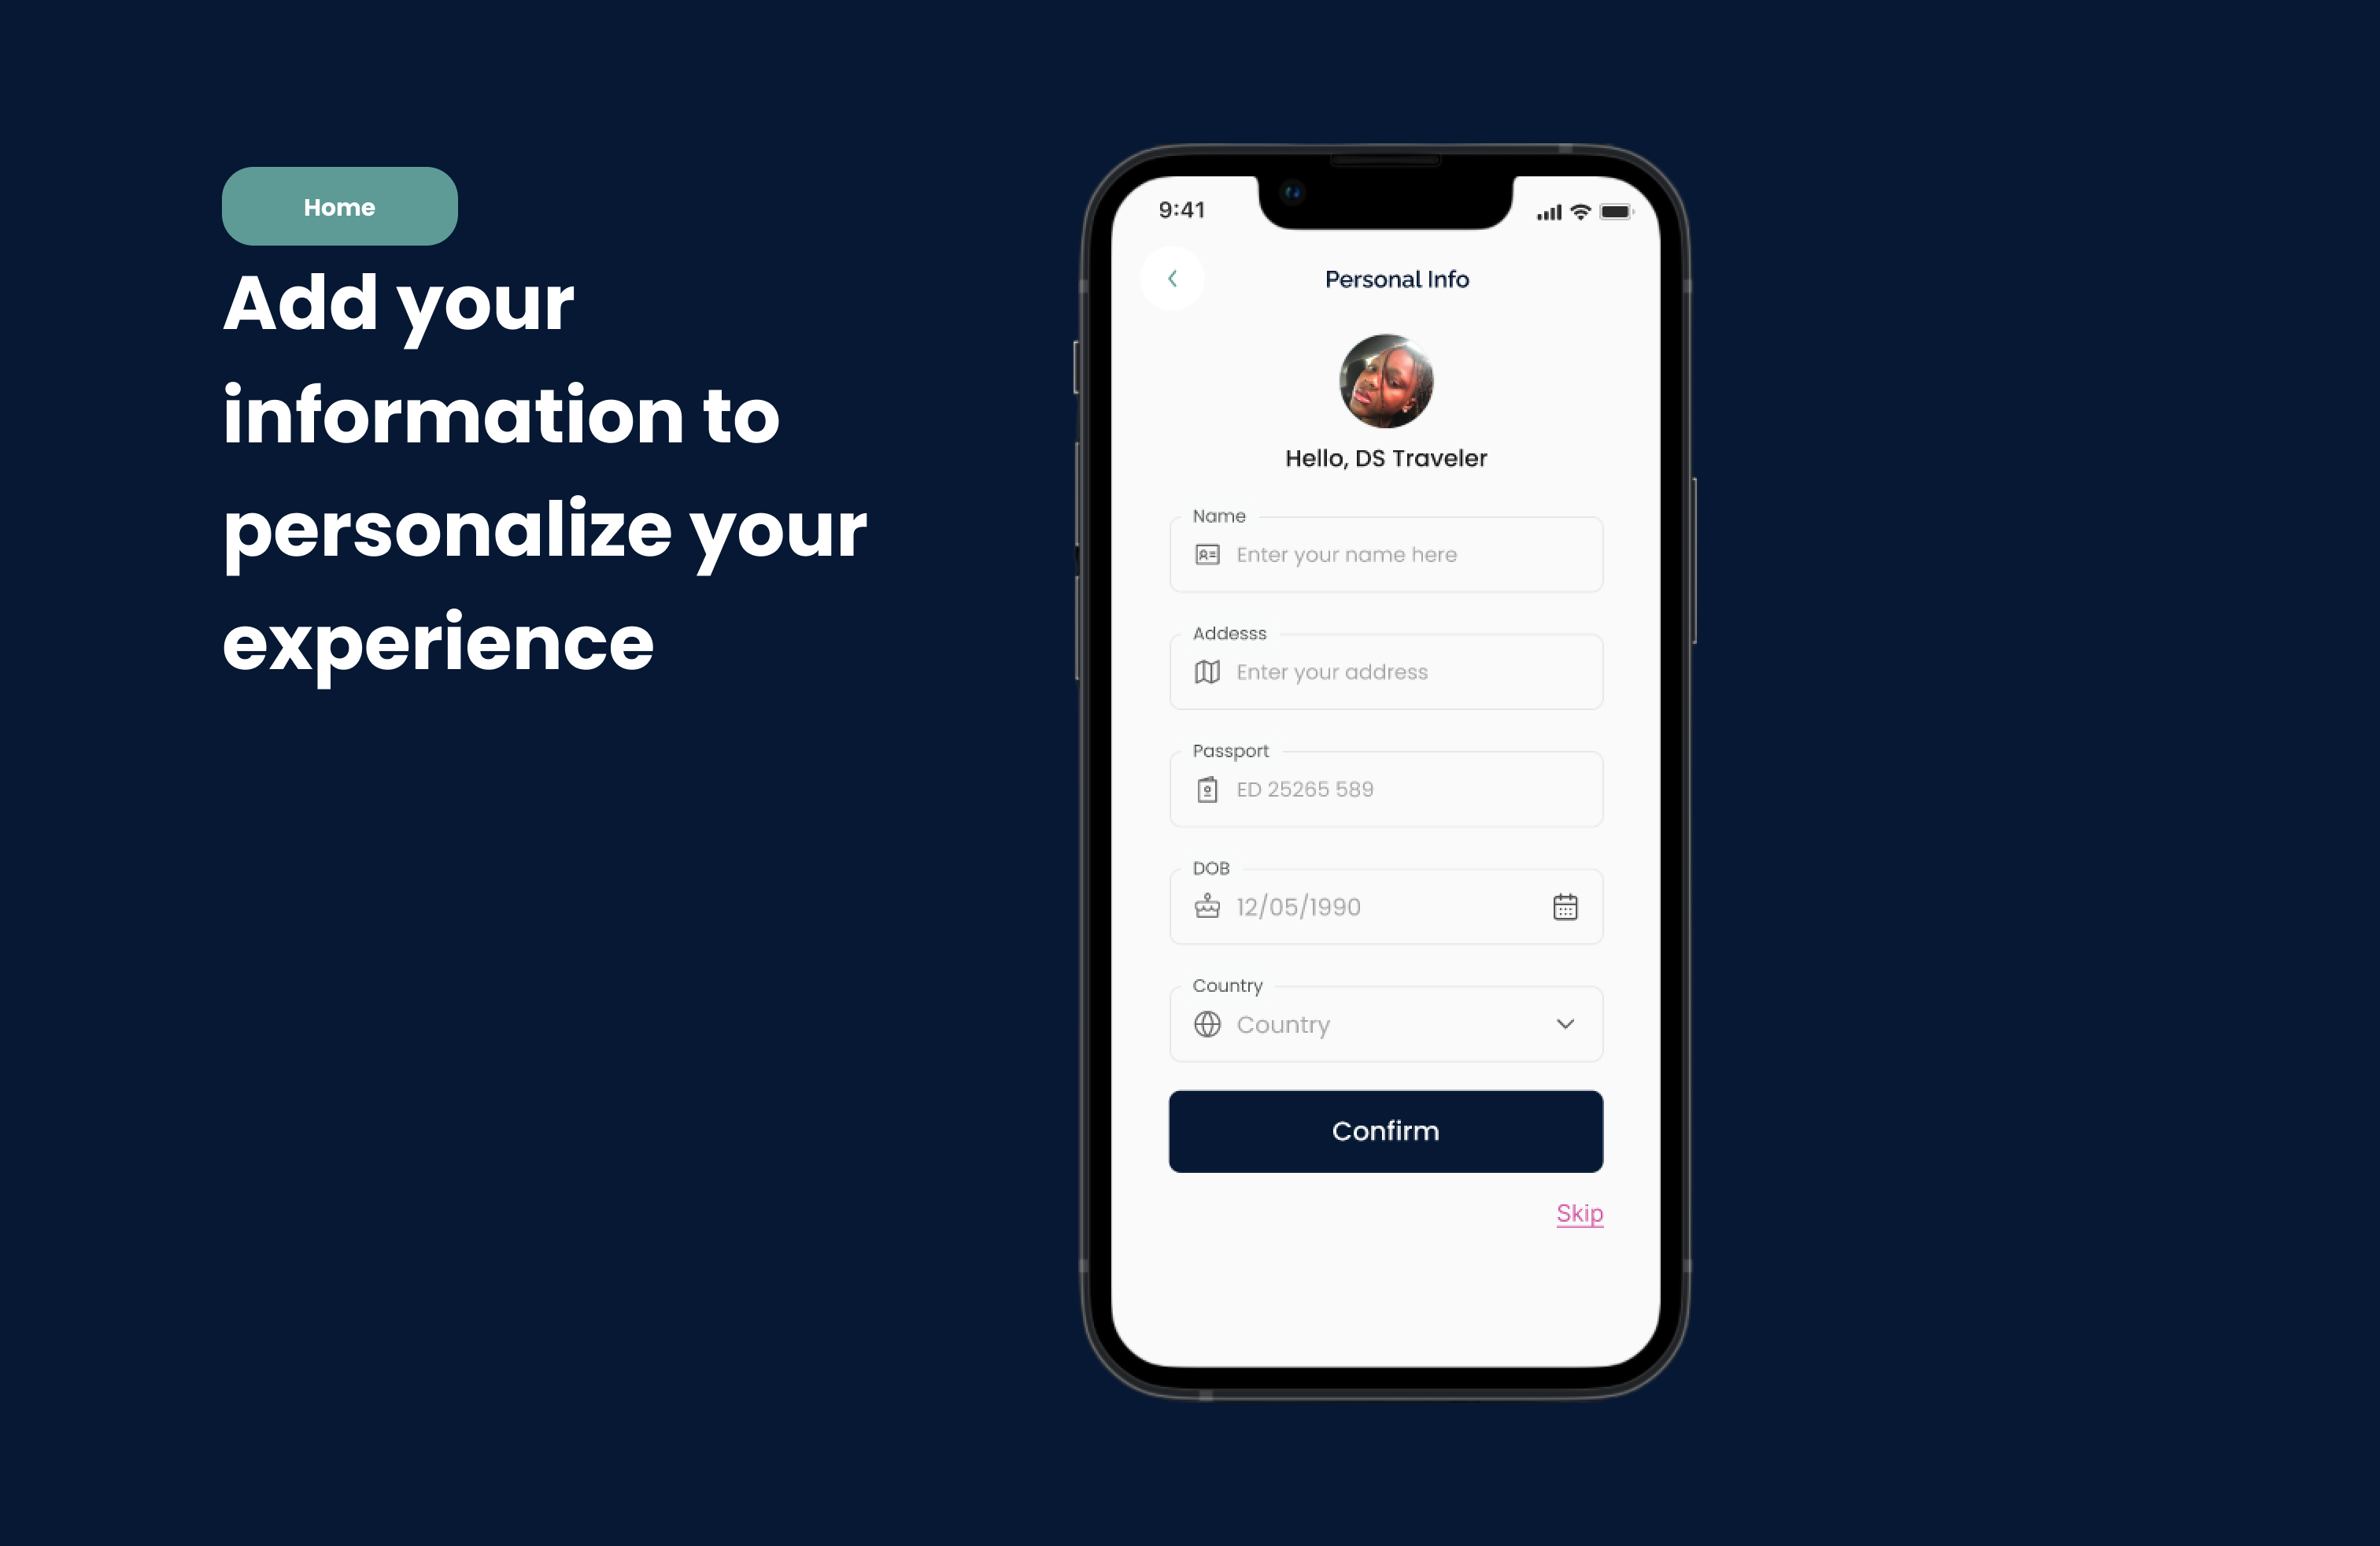 Home
Add your
information to
personalize your
experience
9:41
Personal Info
Hello, DS Traveler
Name
Enter your name here
Addesss
Enter your address
Passport
ED 25265 589
DOB
12/05/1990
Country
Country
Confirm
Skip